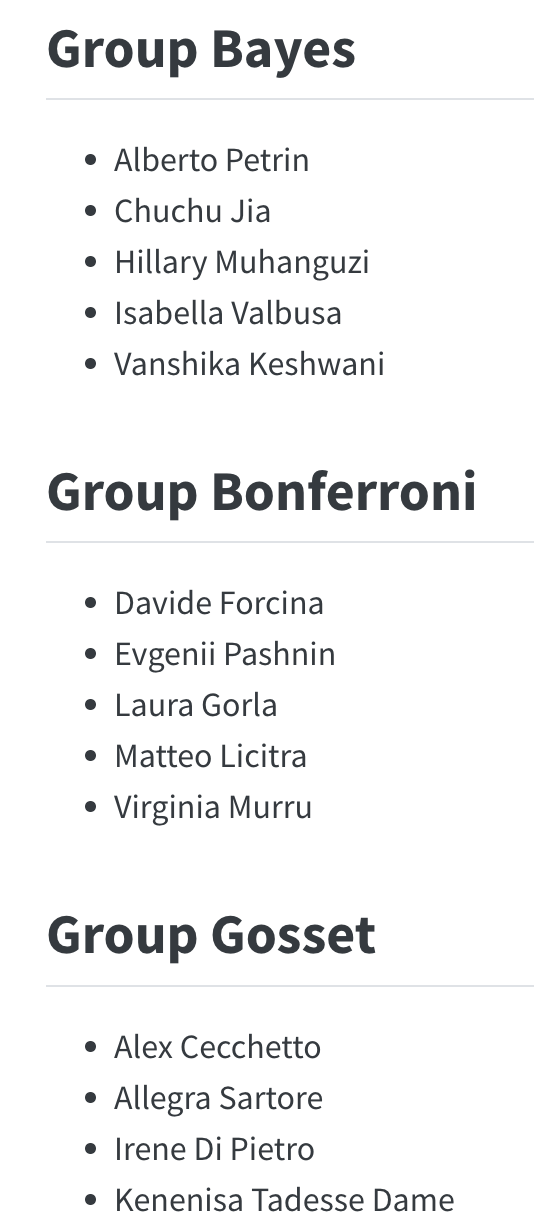 Group Bayes
Alberto Petrin
Chuchu Jia
Hillary Muhanguzi
Isabella Valbusa
Vanshika Keshwani
Group Bonferroni
Davide Forcina
Evgenii Pashnin
Laura Gorla
Matteo Licitra
Virginia Murru
Group Gosset
Alex Cecchetto
Allegra Sartore
Irene Di Pietro
Kenenisa Tadesse Dame